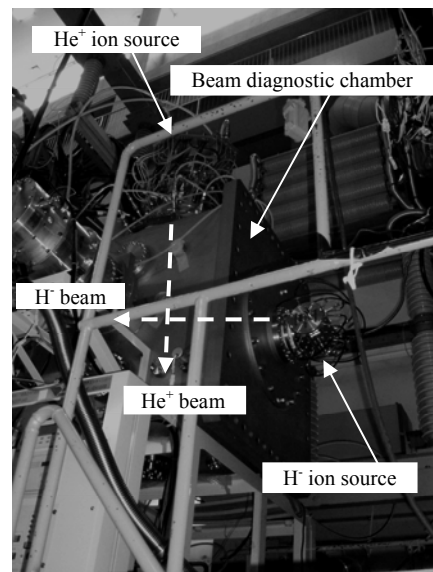 He⁺ ion source
Beam diagnostic chamber
H⁻ beam
He⁺ beam
H⁻ ion source